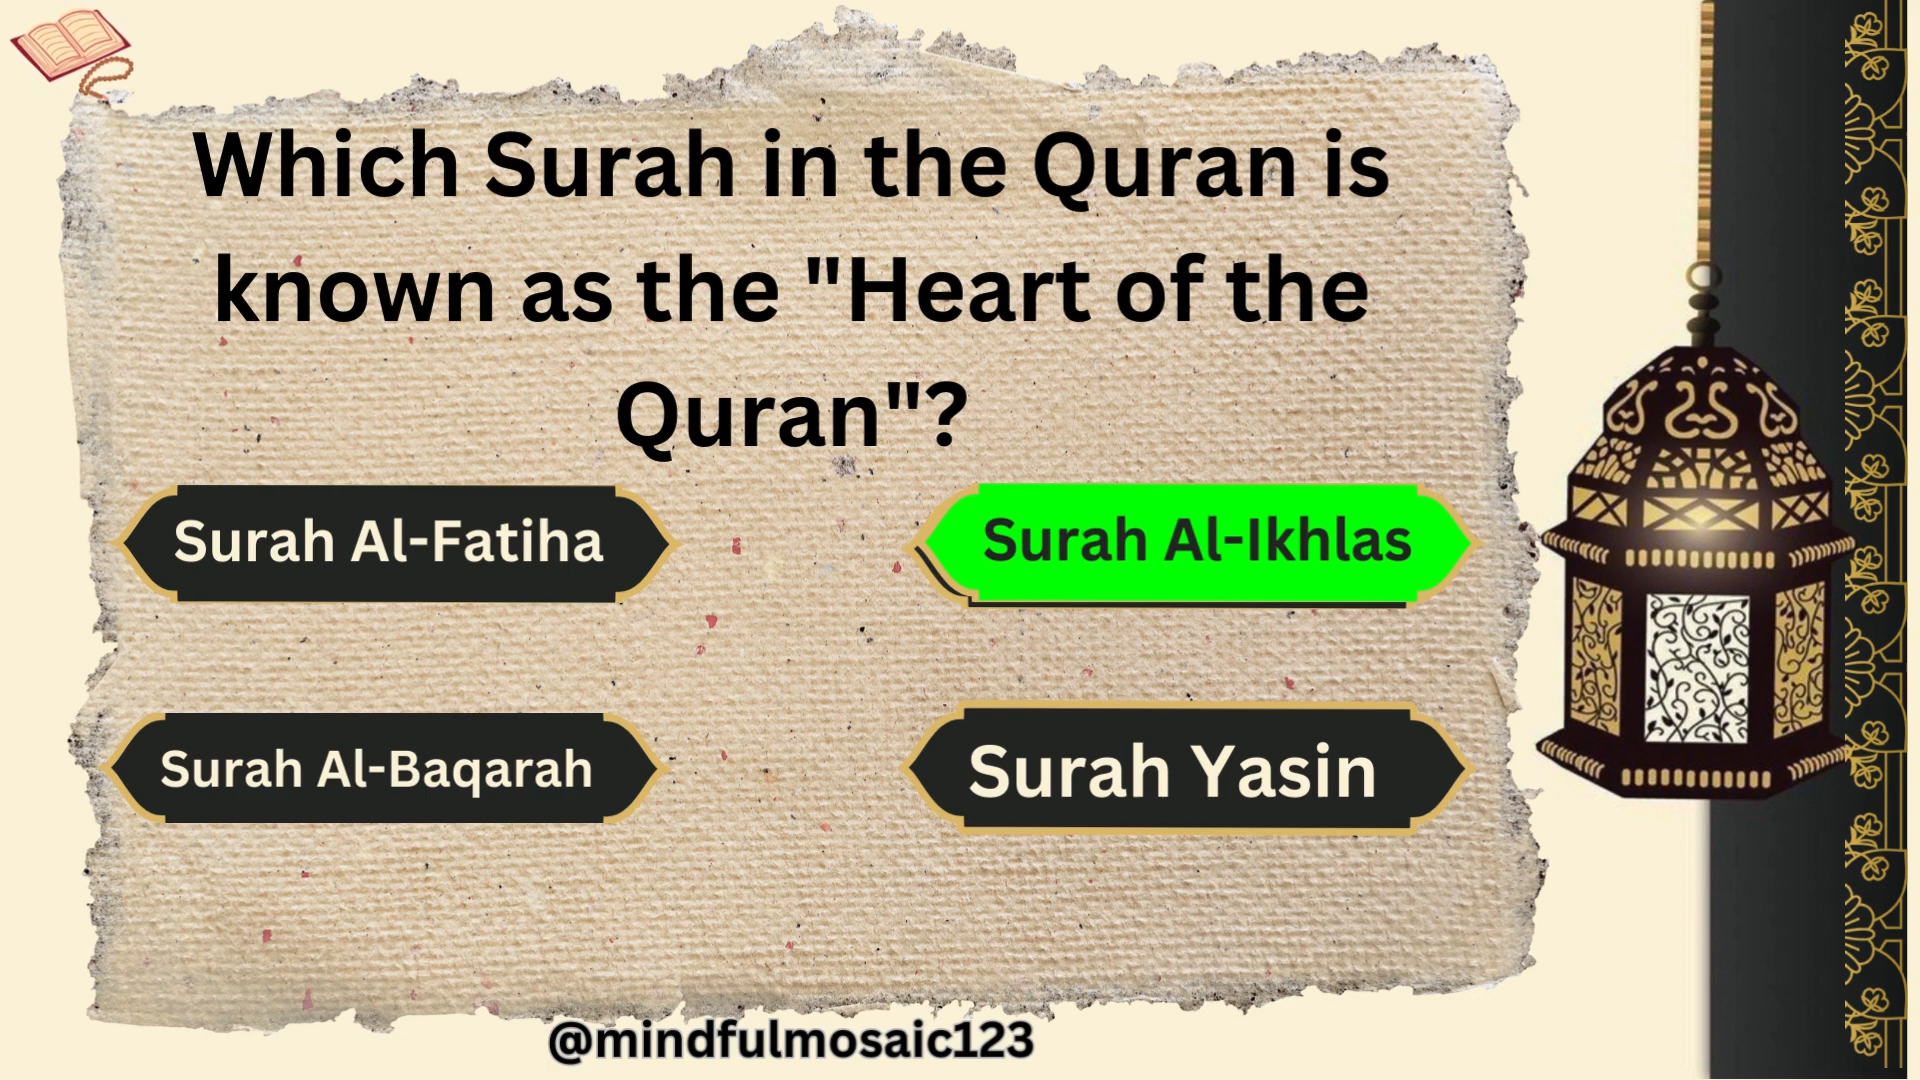 Which Surah in the Quran is
known as the "Heart of the
Quran"?
Surah Al-Fatiha
Surah Al-Ikhlas
Surah Al-Baqarah
Surah Yasin
@mindfulmosaic123